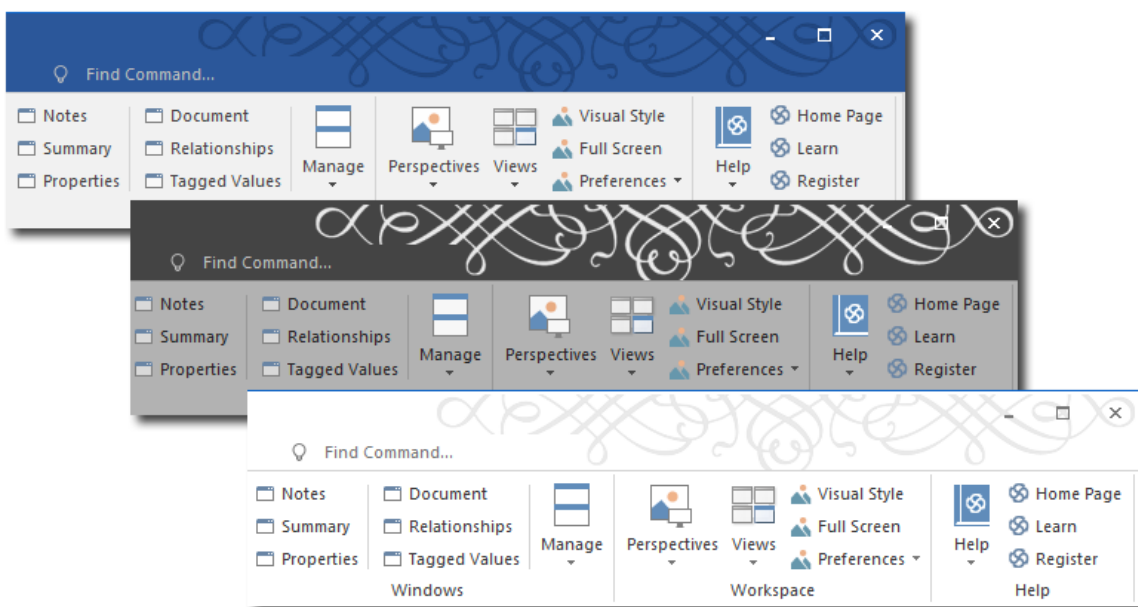 Find Command...
Notes Document Visual Style Home Page
Summary Relationships Manage Perspectives Views Full Screen Help Learn
Properties Tagged Values Preferences Register
Find Command...
Notes Document Visual Style Home Page
Summary Relationships Manage Perspectives Views Full Screen Help Learn
Properties Tagged Values Preferences Register
Find Command...
Notes Document Visual Style Home Page
Summary Relationships Manage Perspectives Views Full Screen Help Learn
Properties Tagged Values Preferences Register
Windows Workspace Help